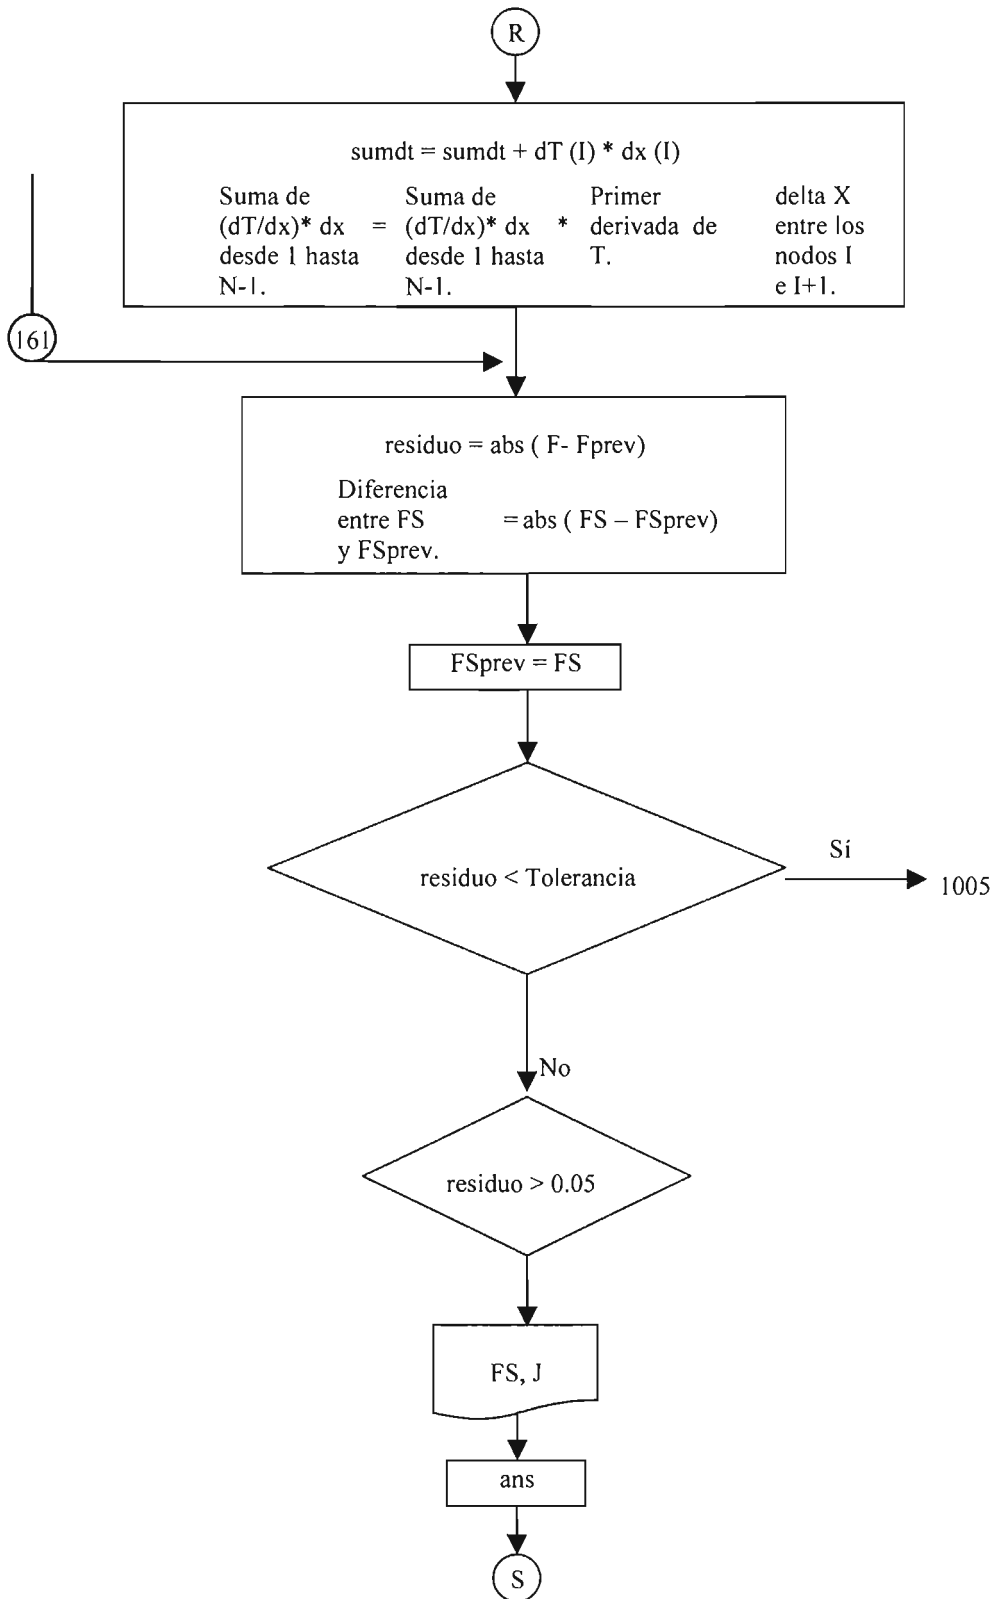 R
sumdt = sumdt + dT (I) * dx (I)
Suma de Suma de Primer delta X
(dT/dx)* dx = (dT/dx)* dx * derivada de entre los
desde 1 hasta desde 1 hasta T. nodos I
N-1. N-1. e I+1.
161
residuo = abs ( F- Fprev)
Diferencia
entre FS = abs ( FS – FSprev)
y FSprev.
FSprev = FS
Sí
residuo < Tolerancia
1005
No
residuo > 0.05
FS, J
ans
S